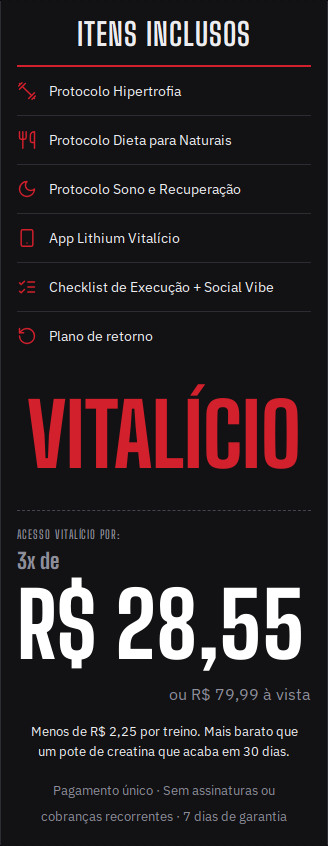 ITENS INCLUSOS
Protocolo Hipertrofia
Protocolo Dieta para Naturais
Protocolo Sono e Recuperação
App Lithium Vitalício
Checklist de Execução + Social Vibe
Plano de retorno
VITALÍCIO
ACESSO VITALÍCIO POR:
3x de
R$ 28,55
ou R$ 79,99 à vista
Menos de R$ 2,25 por treino. Mais barato que
um pote de creatina que acaba em 30 dias.
Pagamento único · Sem assinaturas ou
cobranças recorrentes · 7 dias de garantia